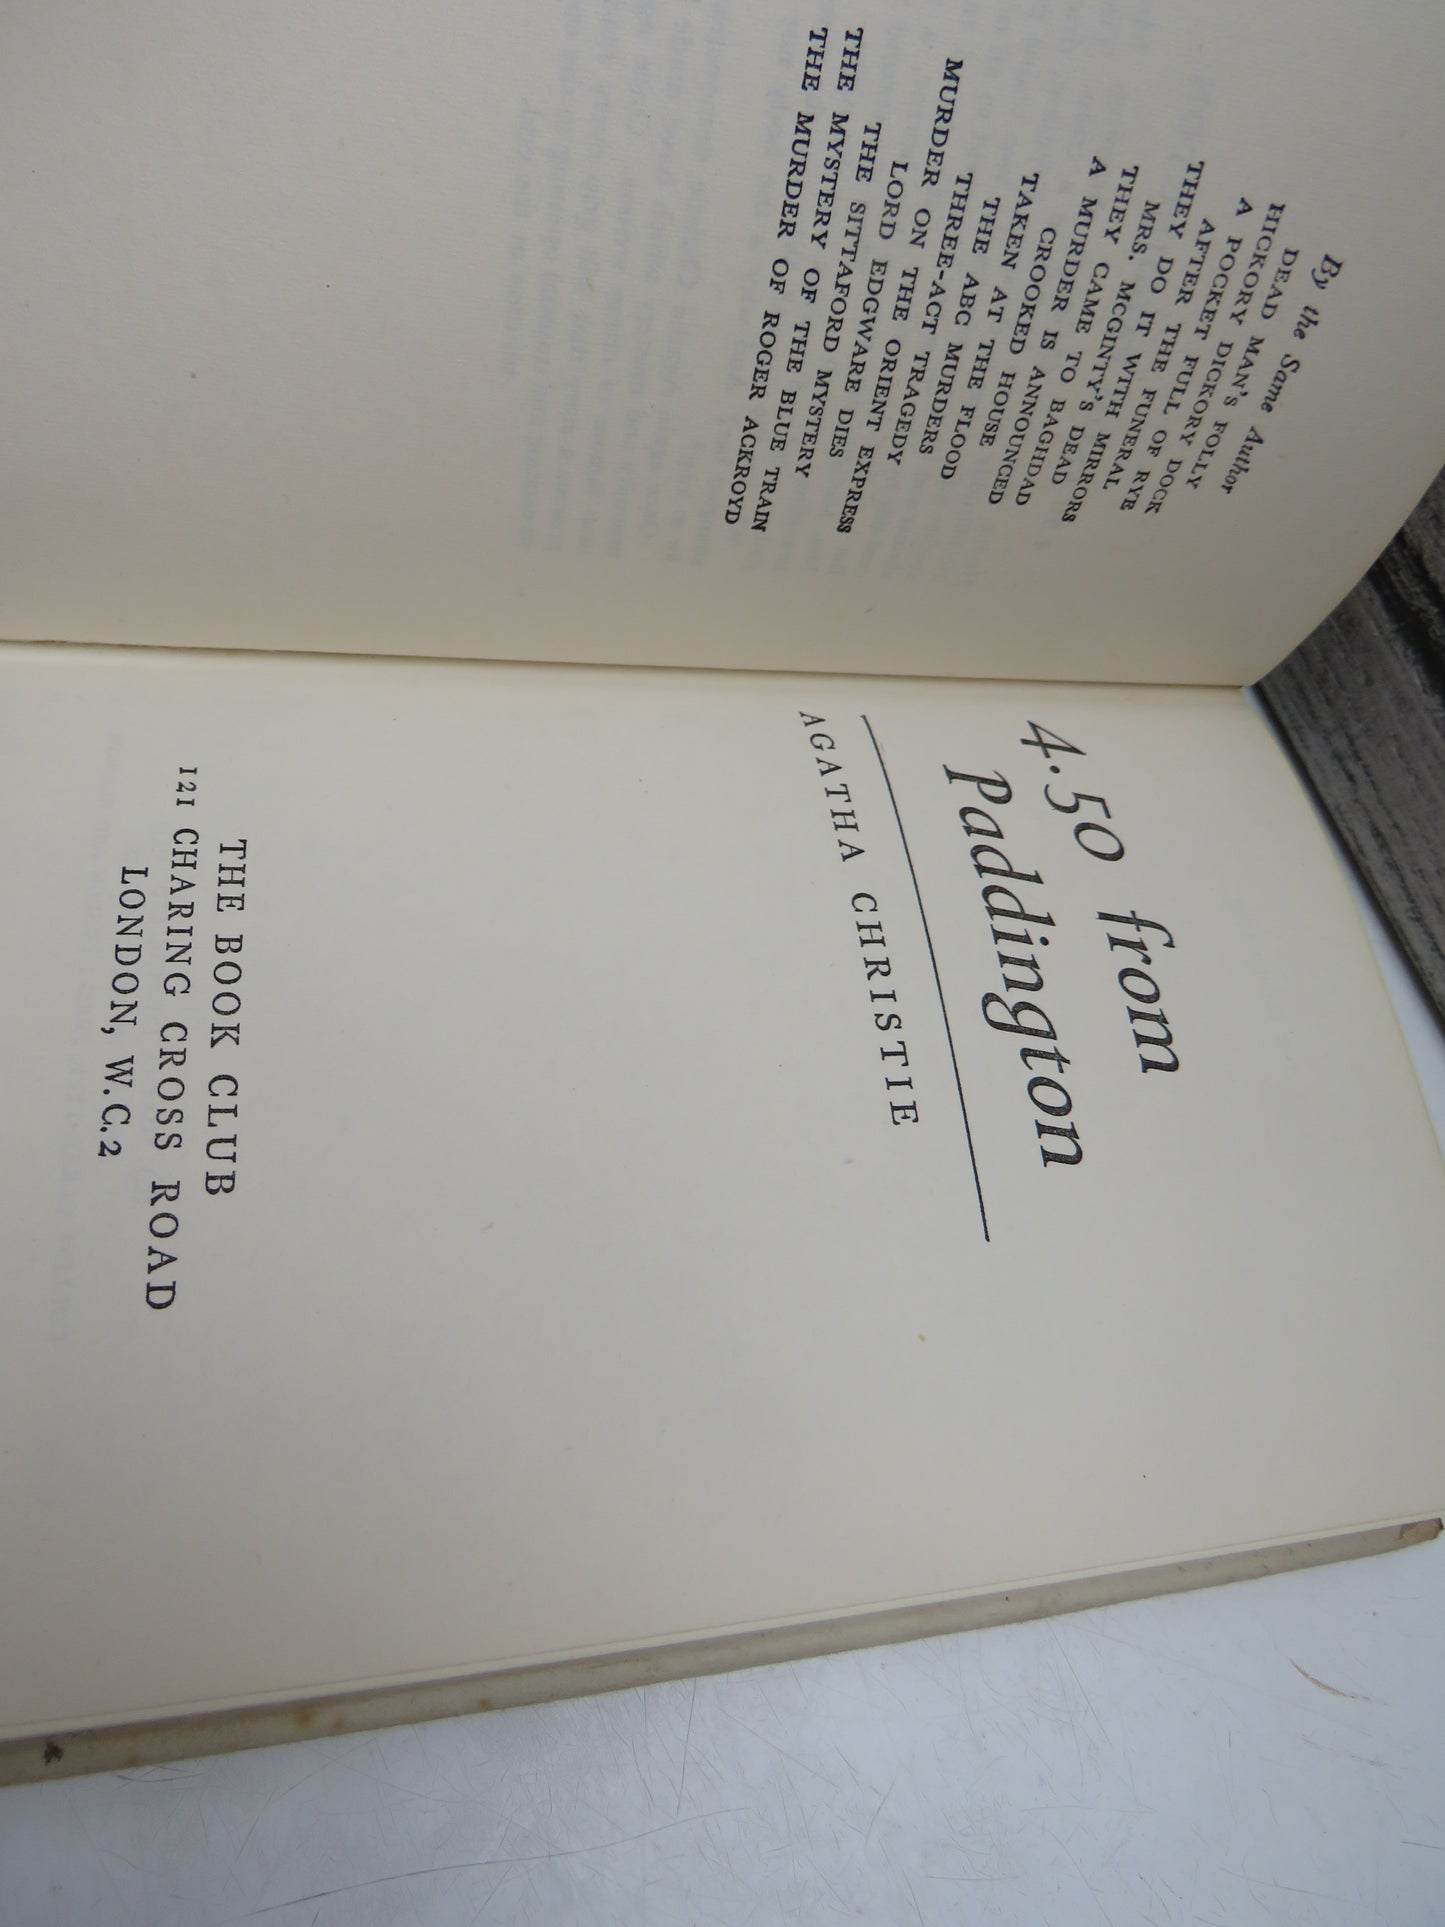 By the Same Author
DEAD MAN'S FOLLY
HICKORY DICKORY DOCK
A POCKET FULL OF RYE
AFTER THE FUNERAL
THEY DO IT WITH MIRRORS
MRS. MCGINTY'S DEAD
THEY CAME TO BAGHDAD
A MURDER IS ANNOUNCED
CROOKED HOUSE
TAKEN AT THE FLOOD
THE ABC MURDERS
THREE-ACT TRAGEDY
MURDER ON THE ORIENT EXPRESS
LORD EDGWARE DIES
THE SITTAFORD MYSTERY
THE MYSTERY OF THE BLUE TRAIN
THE MURDER OF ROGER ACKROYD
4.50 from
Paddington
AGATHA CHRISTIE
THE BOOK CLUB
121 CHARING CROSS ROAD
LONDON, W.C.2